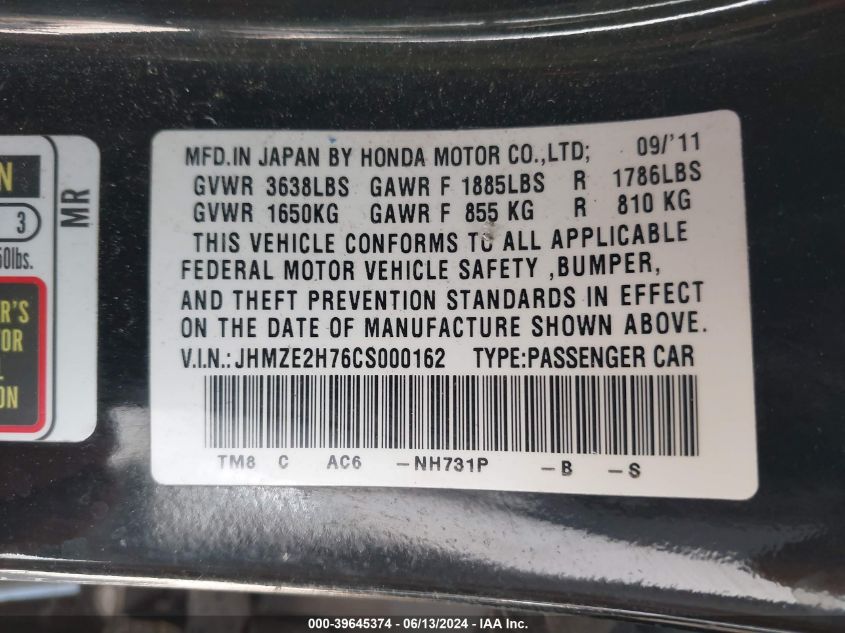 N
MR
3
50lbs.
R'S
OR
L
ON
MFD.IN JAPAN BY HONDA MOTOR CO.,LTD; 09/'11
GVWR 3638LBS GAWR F 1885LBS R 1786LBS
GVWR 1650KG GAWR F 855 KG R 810 KG
THIS VEHICLE CONFORMS TO ALL APPLICABLE
FEDERAL MOTOR VEHICLE SAFETY ,BUMPER,
AND THEFT PREVENTION STANDARDS IN EFFECT
ON THE DATE OF MANUFACTURE SHOWN ABOVE.
V.I.N.:JHMZE2H76CS000162 TYPE:PASSENGER CAR
TM8 C AC6 -NH731P -B -S
000-39645374 / 06/13/2024 - IAA Inc.